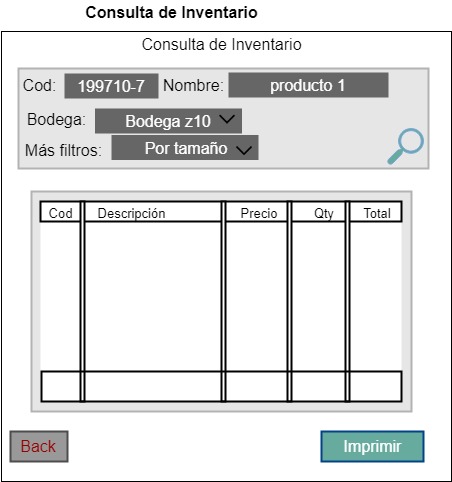 Consulta de Inventario
Consulta de Inventario
Cod: 199710-7 Nombre: producto 1
Bodega: Bodega z10
Más filtros: Por tamaño
Cod Descripción Precio Qty Total
Back Imprimir